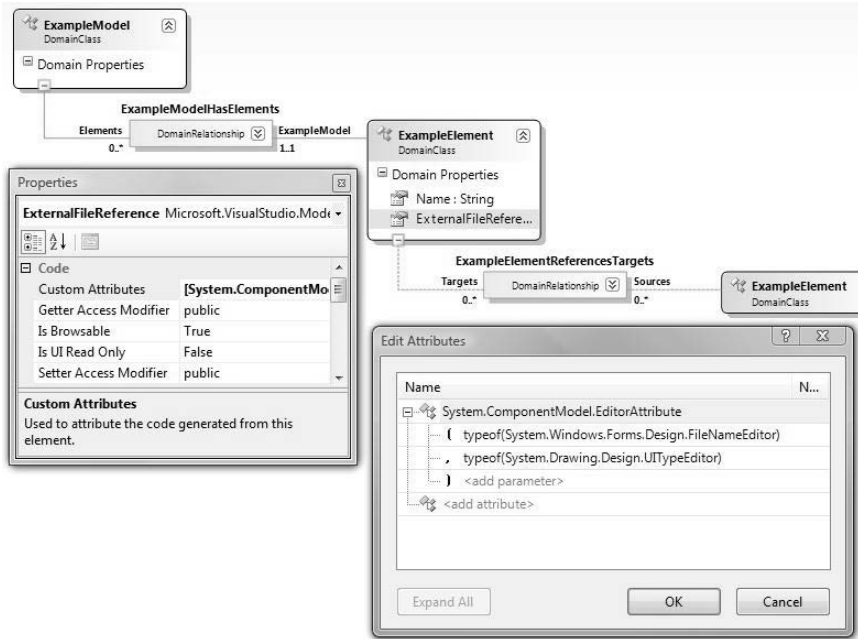 ExampleModel
DomainClass
Domain Properties
ExampleModelHasElements
Elements
0..*
DomainRelationship
ExampleModel
1..1
ExampleElement
DomainClass
Domain Properties
Name : String
ExternalFileRefere...
ExampleElementReferencesTargets
Targets
0..*
DomainRelationship
Sources
0..*
ExampleElement
DomainClass
Properties
ExternalFileReference Microsoft.VisualStudio.Mode
Code
Custom Attributes [System.ComponentMo
Getter Access Modifier public
Is Browsable True
Is UI Read Only False
Setter Access Modifier public
Custom Attributes
Used to attribute the code generated from this
element.
Edit Attributes
Name N...
System.ComponentModel.EditorAttribute
( typeof(System.Windows.Forms.Design.FileNameEditor)
, typeof(System.Drawing.Design.UITypeEditor)
) <add parameter>
<add attribute>
Expand All OK Cancel